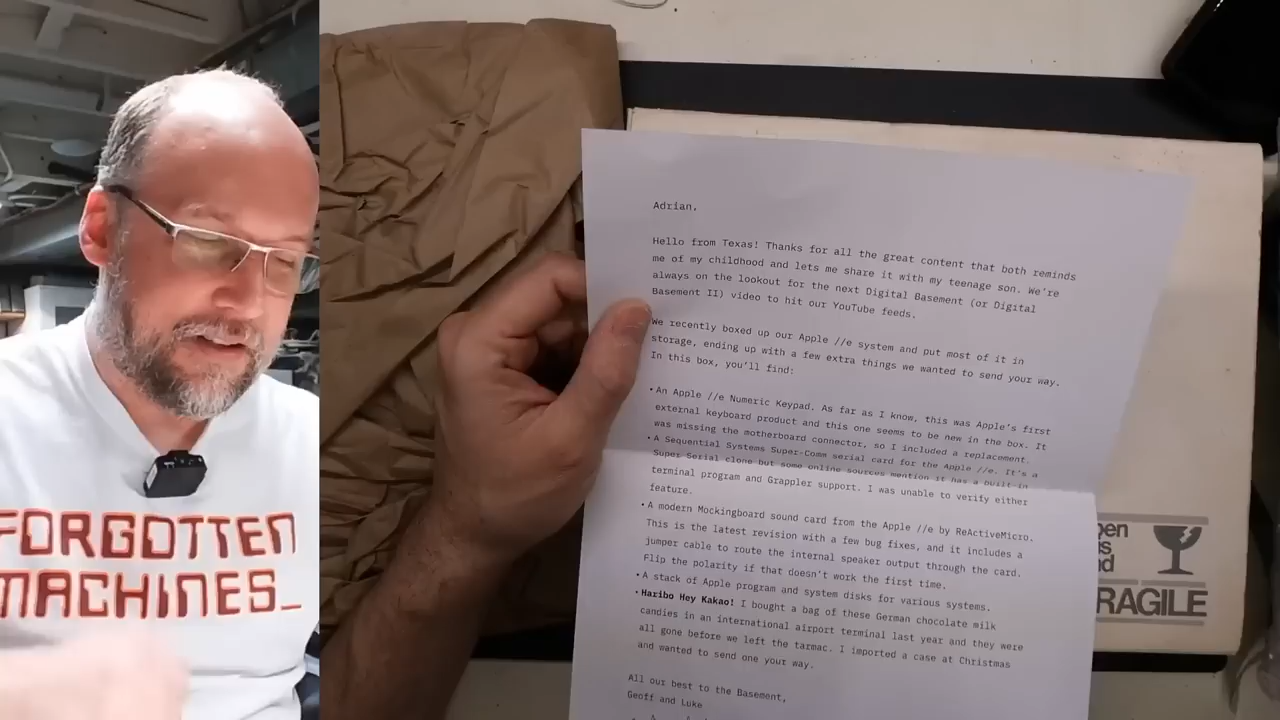 FORGOTTEN
MACHINES_
Adrian,
Hello from Texas! Thanks for all the great content that both reminds
me of my childhood and lets me share it with my teenage son. We're
always on the lookout for the next Digital Basement (or Digital
Basement II) video to hit our YouTube feeds.
We recently boxed up our Apple //e system and put most of it in
storage, ending up with a few extra things we wanted to send your way.
In this box, you'll find:
• An Apple //e Numeric Keypad. As far as I know, this was Apple's first
external keyboard product and this one seems to be new in the box. It
was missing the motherboard connector, so I included a replacement.
• A Sequential Systems Super-Comm serial card for the Apple //e. It's a
Super Serial clone but some online sources mention it has a built-in
terminal program and Grappler support. I was unable to verify either
feature.
• A modern Mockingboard sound card from the Apple //e by ReActiveMicro.
This is the latest revision with a few bug fixes, and it includes a
jumper cable to route the internal speaker output through the card.
Flip the polarity if that doesn't work the first time.
• A stack of Apple program and system disks for various systems.
• Haribo Hey Kakao! I bought a bag of these German chocolate milk
candies in an international airport terminal last year and they were
all gone before we left the tarmac. I imported a case at Christmas
and wanted to send one your way.
All our best to the Basement,
Geoff and Luke
pen
is
nd
RAGILE